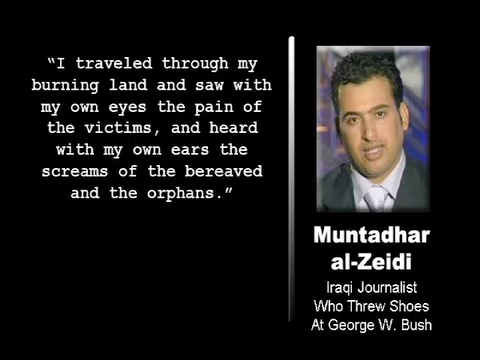 “I traveled through my
burning land and saw with
my own eyes the pain of
the victims, and heard
with my own ears the
screams of the bereaved
and the orphans.”
Muntadhar
al-Zeidi
Iraqi Journalist
Who Threw Shoes
At George W. Bush